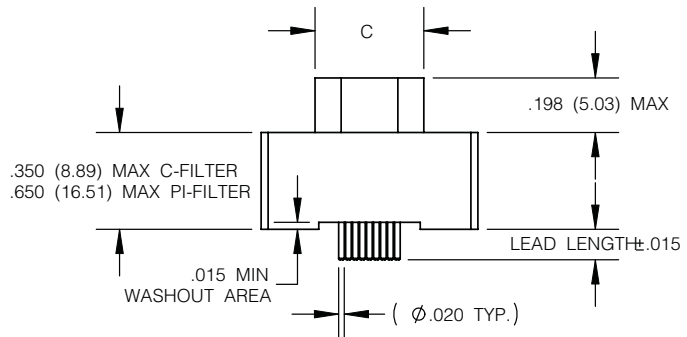 C
.198 (5.03) MAX
.350 (8.89) MAX C-FILTER
.650 (16.51) MAX PI-FILTER
LEAD LENGTH±.015
.015 MIN
WASHOUT AREA
( Ø.020 TYP.)